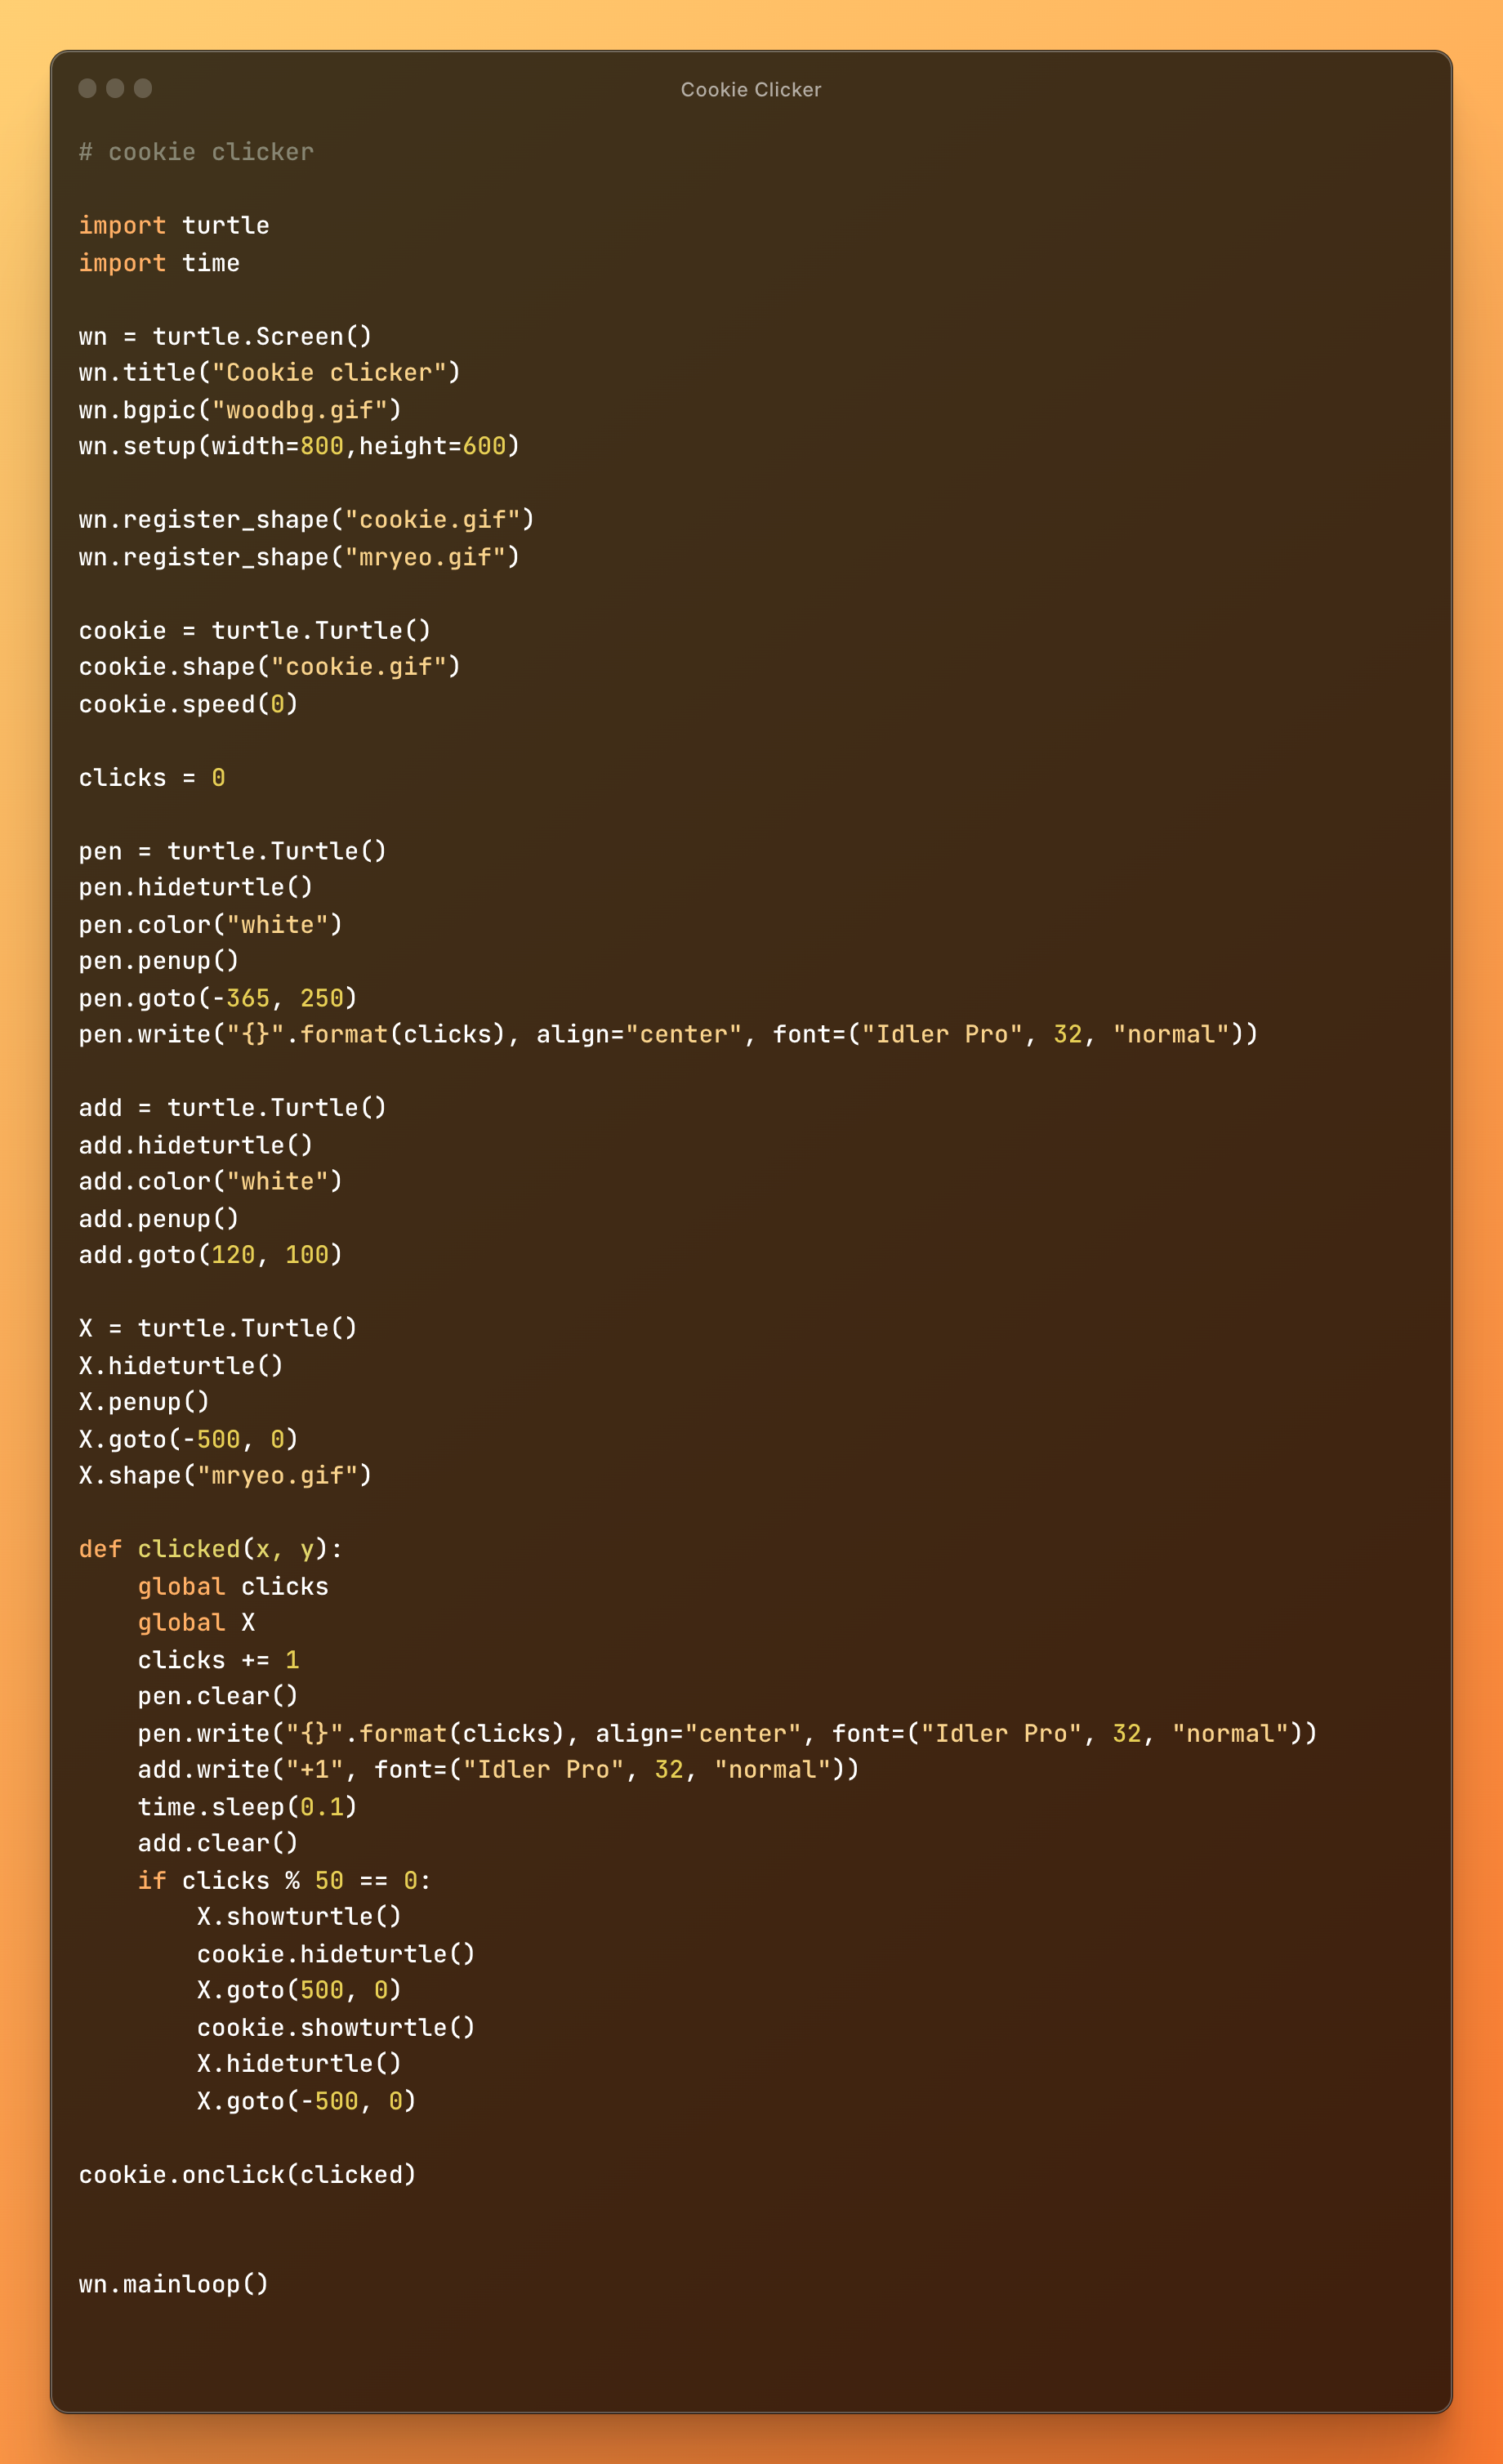 Cookie Clicker
# cookie clicker
import turtle
import time
wn = turtle.Screen()
wn.title("Cookie clicker")
wn.bgpic("woodbg.gif")
wn.setup(width=800,height=600)
wn.register_shape("cookie.gif")
wn.register_shape("mryeo.gif")
cookie = turtle.Turtle()
cookie.shape("cookie.gif")
cookie.speed(0)
clicks = 0
pen = turtle.Turtle()
pen.hideturtle()
pen.color("white")
pen.penup()
pen.goto(-365, 250)
pen.write("{}".format(clicks), align="center", font=("Idler Pro", 32, "normal"))
add = turtle.Turtle()
add.hideturtle()
add.color("white")
add.penup()
add.goto(120, 100)
X = turtle.Turtle()
X.hideturtle()
X.penup()
X.goto(-500, 0)
X.shape("mryeo.gif")
def clicked(x, y):
    global clicks
    global X
    clicks += 1
    pen.clear()
    pen.write("{}".format(clicks), align="center", font=("Idler Pro", 32, "normal"))
    add.write("+1", font=("Idler Pro", 32, "normal"))
    time.sleep(0.1)
    add.clear()
    if clicks % 50 == 0:
        X.showturtle()
        cookie.hideturtle()
        X.goto(500, 0)
        cookie.showturtle()
        X.hideturtle()
        X.goto(-500, 0)
cookie.onclick(clicked)
wn.mainloop()